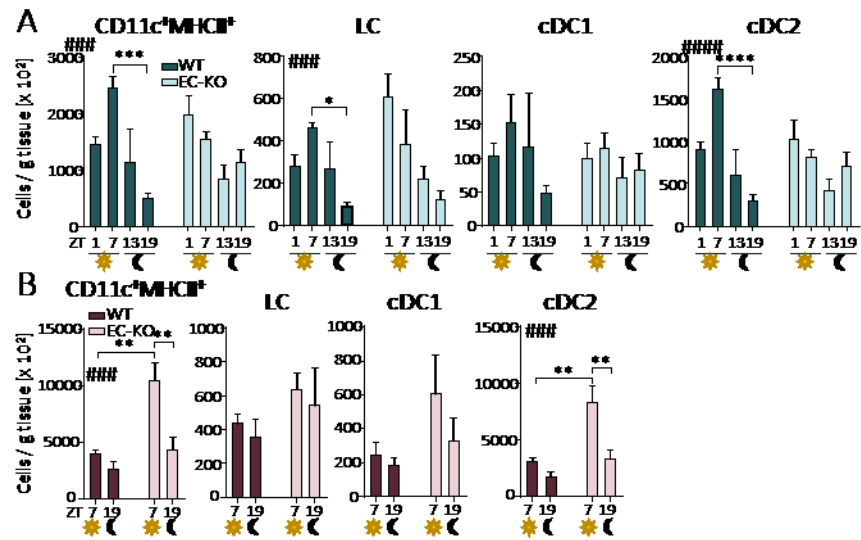 A
CD11c⁺MHCII⁺ LC cDC1 cDC2
WT
EC-KO
Cells / g tissue [x 10²]
### *** 3000 2000 1000 0
### * 800 600 400 200 0
250 200 150 100 50 0
#### **** 2000 1500 1000 500 0
ZT 1 7 13 19 1 7 13 19
1 7 13 19 1 7 13 19
1 7 13 19 1 7 13 19
1 7 13 19 1 7 13 19
B
CD11c⁺MHCII⁺ LC cDC1 cDC2
WT
EC-KO
Cells / g tissue [x 10²]
### ** ** 15000 10000 5000 0
1000 800 600 400 200 0
1000 800 600 400 200 0
### ** ** 15000 10000 5000 0
ZT 7 19 7 19
7 19 7 19
7 19 7 19
7 19 7 19